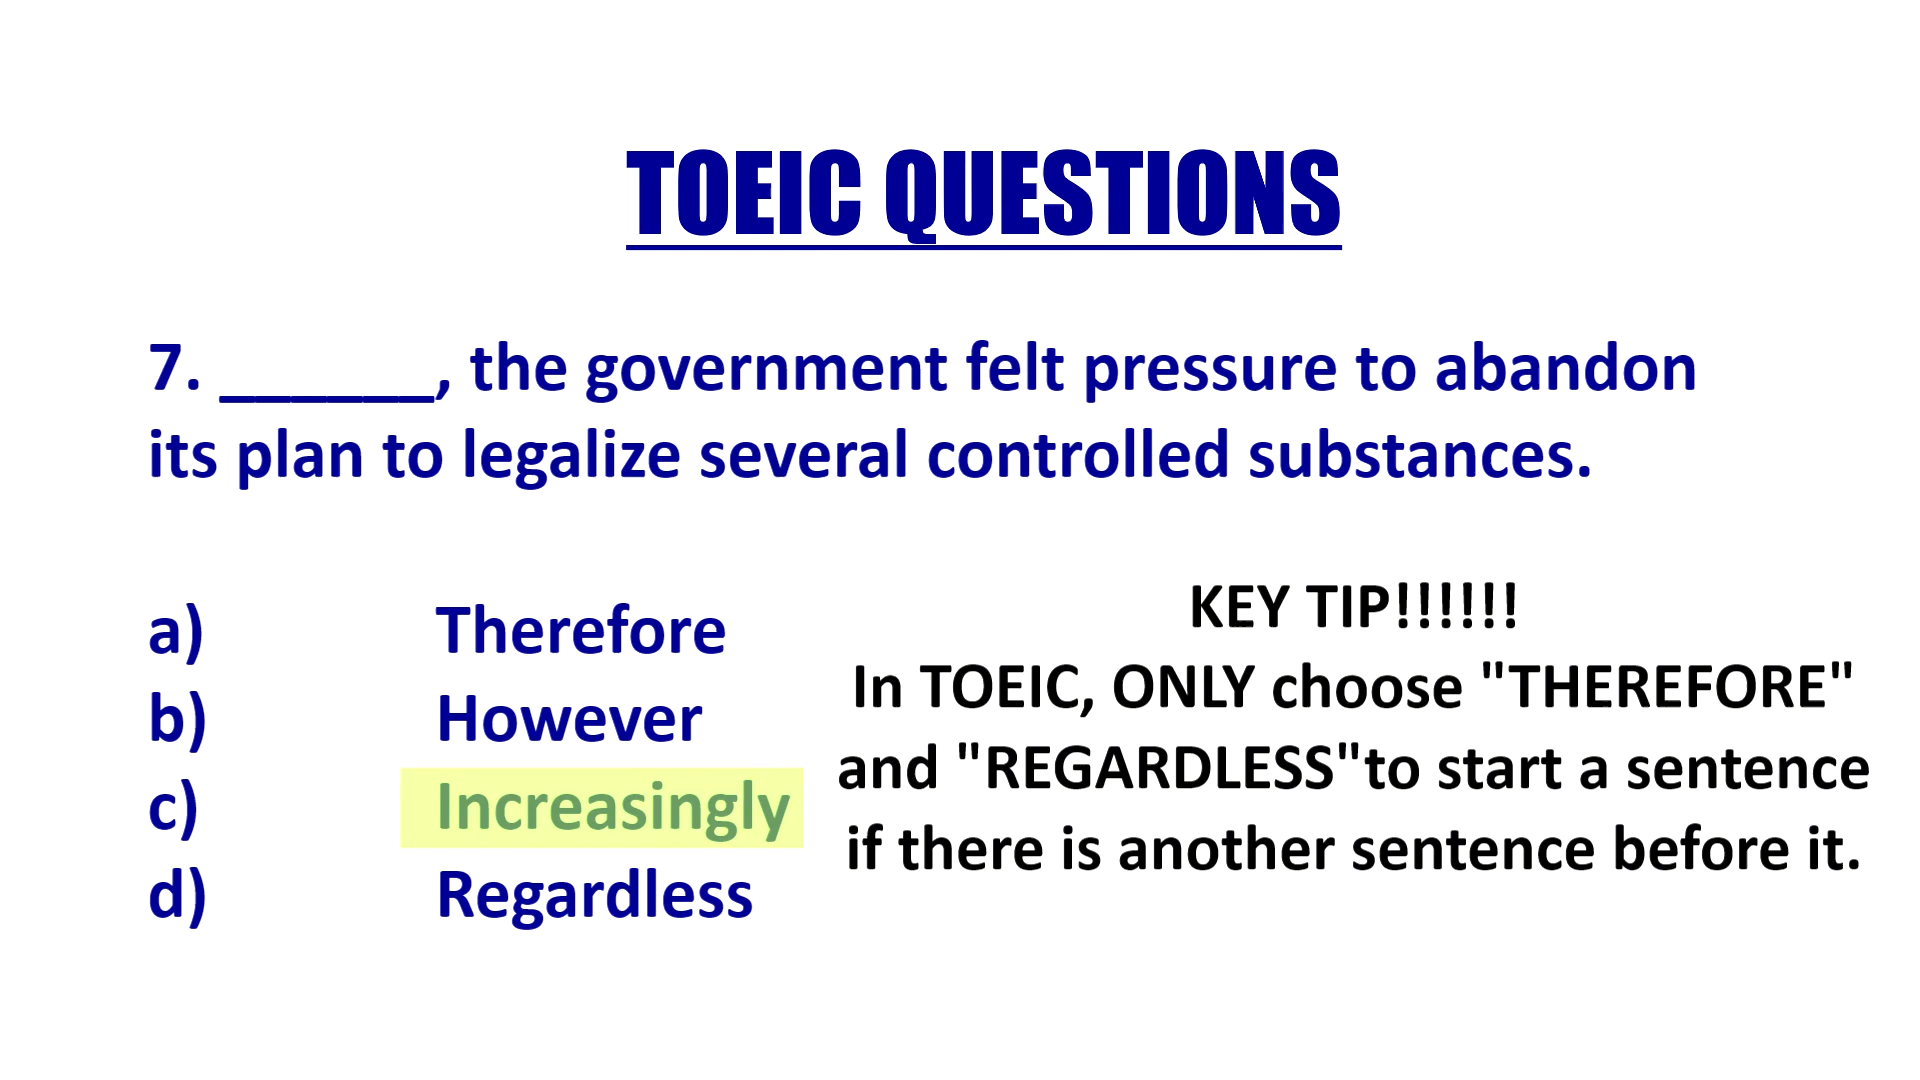 TOEIC QUESTIONS
7. ______, the government felt pressure to abandon
its plan to legalize several controlled substances.
a) Therefore
b) However
c) Increasingly
d) Regardless
KEY TIP!!!!!!
In TOEIC, ONLY choose "THEREFORE"
and "REGARDLESS"to start a sentence
if there is another sentence before it.